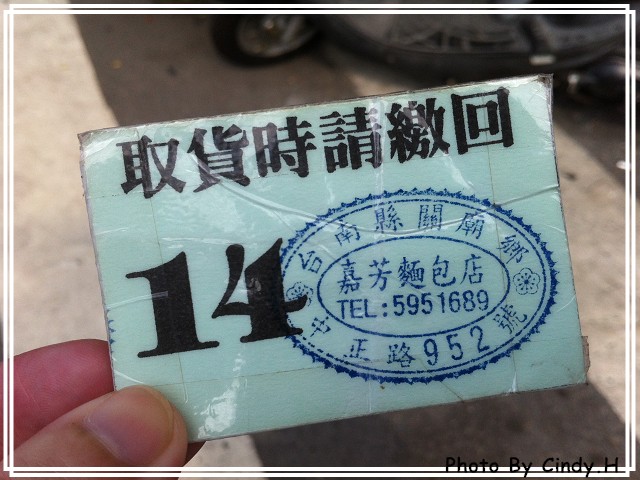 取貨時請繳回
14
台南縣關廟鄉
嘉芳麵包店
TEL:5951689
中正路952號
Photo By Cindy.H